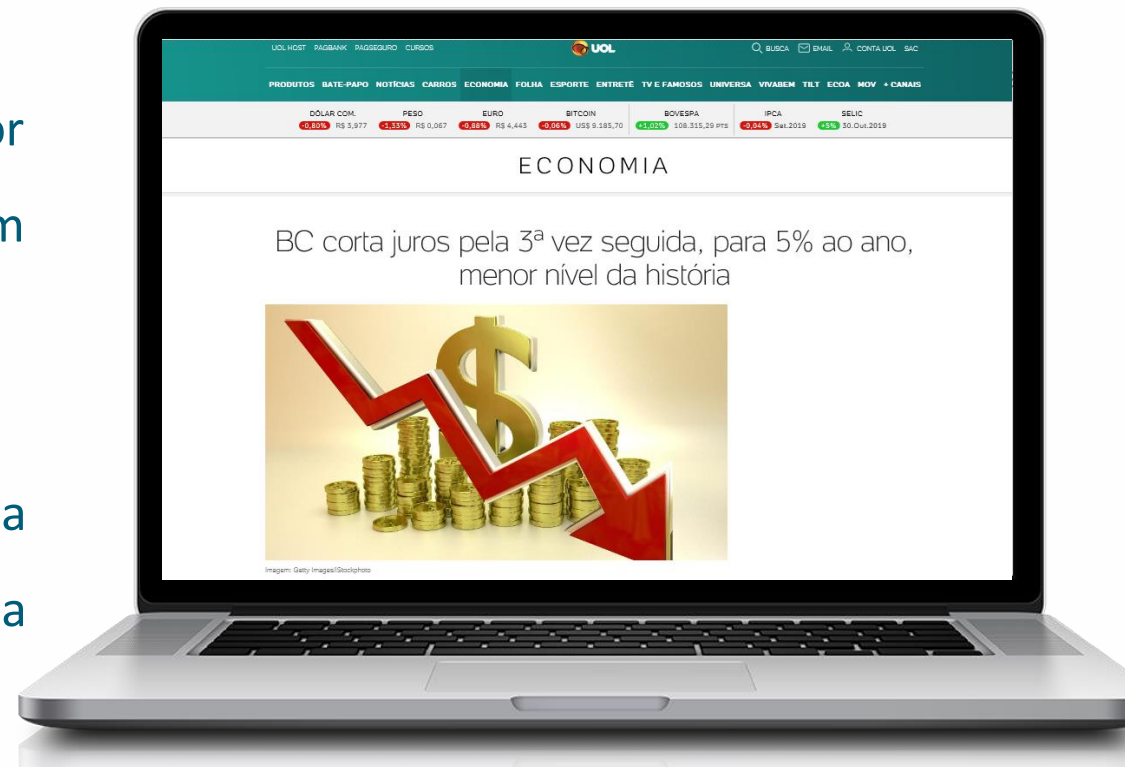 or
m
a
a
UOL HOST PAGBANK PAGSEGURO CURSOS UOL BUSCA EMAIL CONTA UOL SAC
PRODUTOS BATE-PAPO NOTÍCIAS CARROS ECONOMIA FOLHA ESPORTE ENTRETÊ TV E FAMOSOS UNIVERSA VIVABEM TILT ECOA MOV + CANAIS
DÓLAR COM. PESO EURO BITCOIN BOVESPA IPCA SELIC
-0,80% R$ 3,977 -1,33% R$ 0,067 -0,88% R$ 4,443 -0,06% US$ 9.185,70 +1,02% 108.315,29 PTS -0,04% Set.2019 +5% 30.Out.2019
ECONOMIA
BC corta juros pela 3ª vez seguida, para 5% ao ano,
menor nível da história
Imagem: Getty Images/iStockphoto